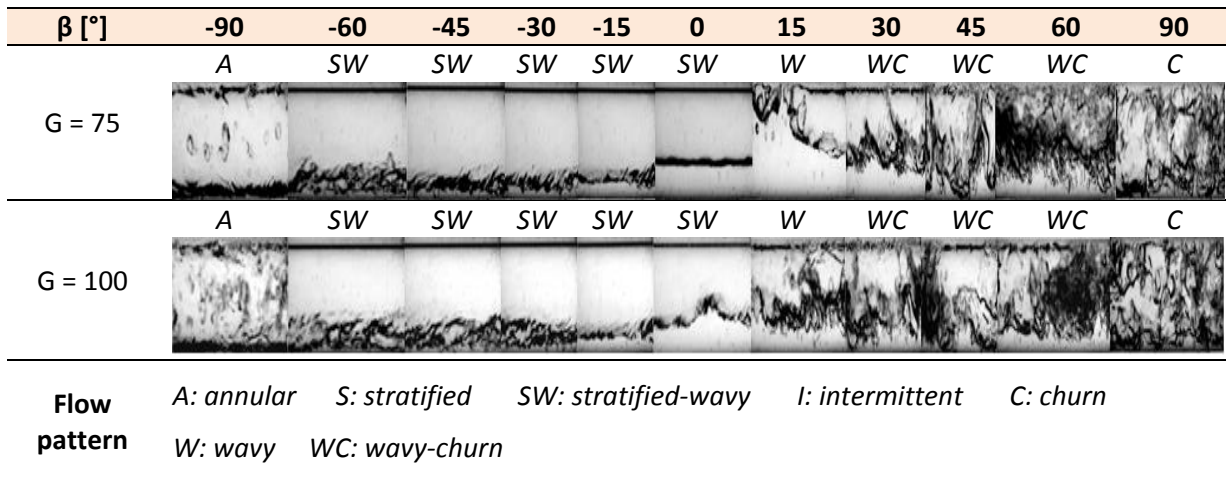 β [°] -90 -60 -45 -30 -15 0 15 30 45 60 90
A SW SW SW SW SW W WC WC WC C
G = 75
A SW SW SW SW SW W WC WC WC C
G = 100
Flow pattern
A: annular S: stratified SW: stratified-wavy I: intermittent C: churn
W: wavy WC: wavy-churn